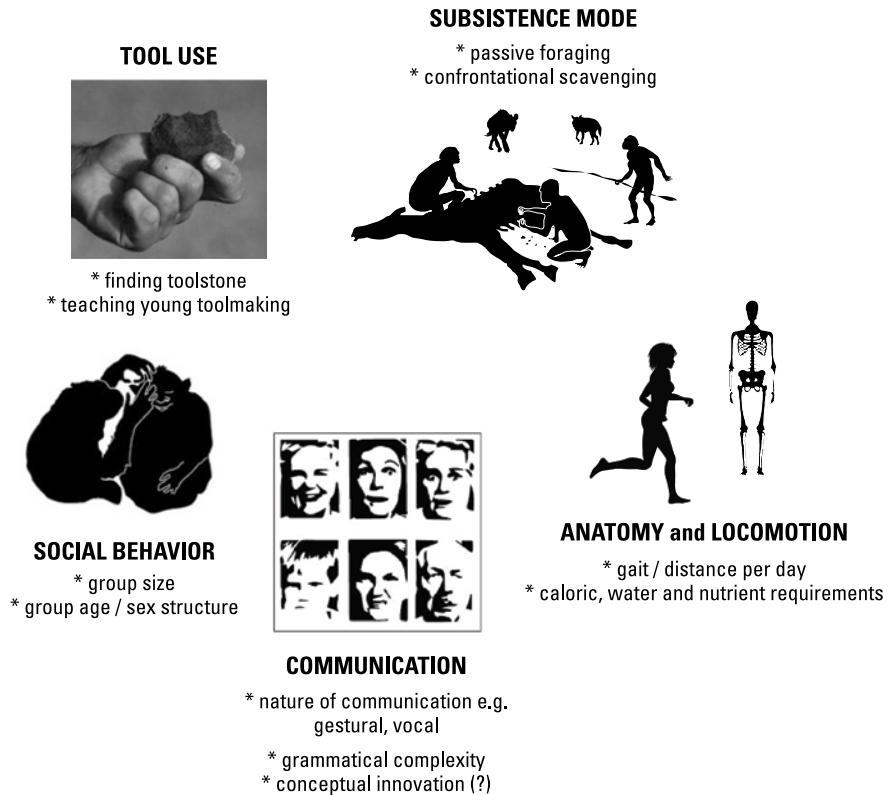 SUBSISTENCE MODE
* passive foraging
* confrontational scavenging
TOOL USE
* finding toolstone
* teaching young toolmaking
SOCIAL BEHAVIOR
* group size
* group age / sex structure
ANATOMY and LOCOMOTION
* gait / distance per day
* caloric, water and nutrient requirements
COMMUNICATION
* nature of communication e.g.
gestural, vocal
* grammatical complexity
* conceptual innovation (?)